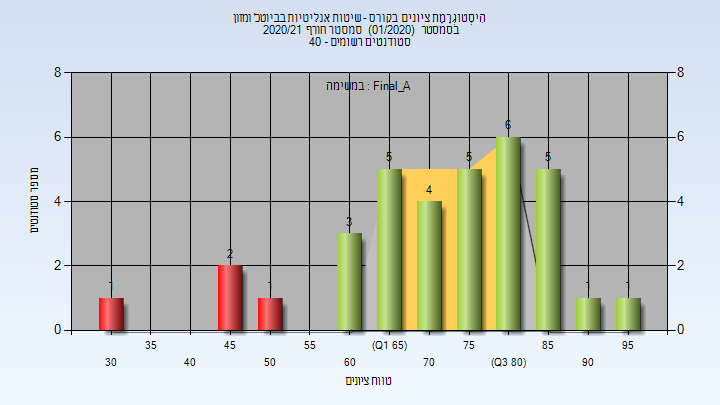 היסטוגרמת ציונים בקורס - שיטות אנליטיות בביוטכ' ומזון
בסמסטר (01/2020) סמסטר חורף 2020/21
סטודנטים רשומים - 40
במשימה : Final_A
8 8
6 6
4 4
2 2
0 0
מספר סטודנטים
1 2 1 3 5 4 5 6 5 1 1
35 45 55 (Q1 65) 75 85 95
30 40 50 60 70 (Q3 80) 90
טווח ציונים